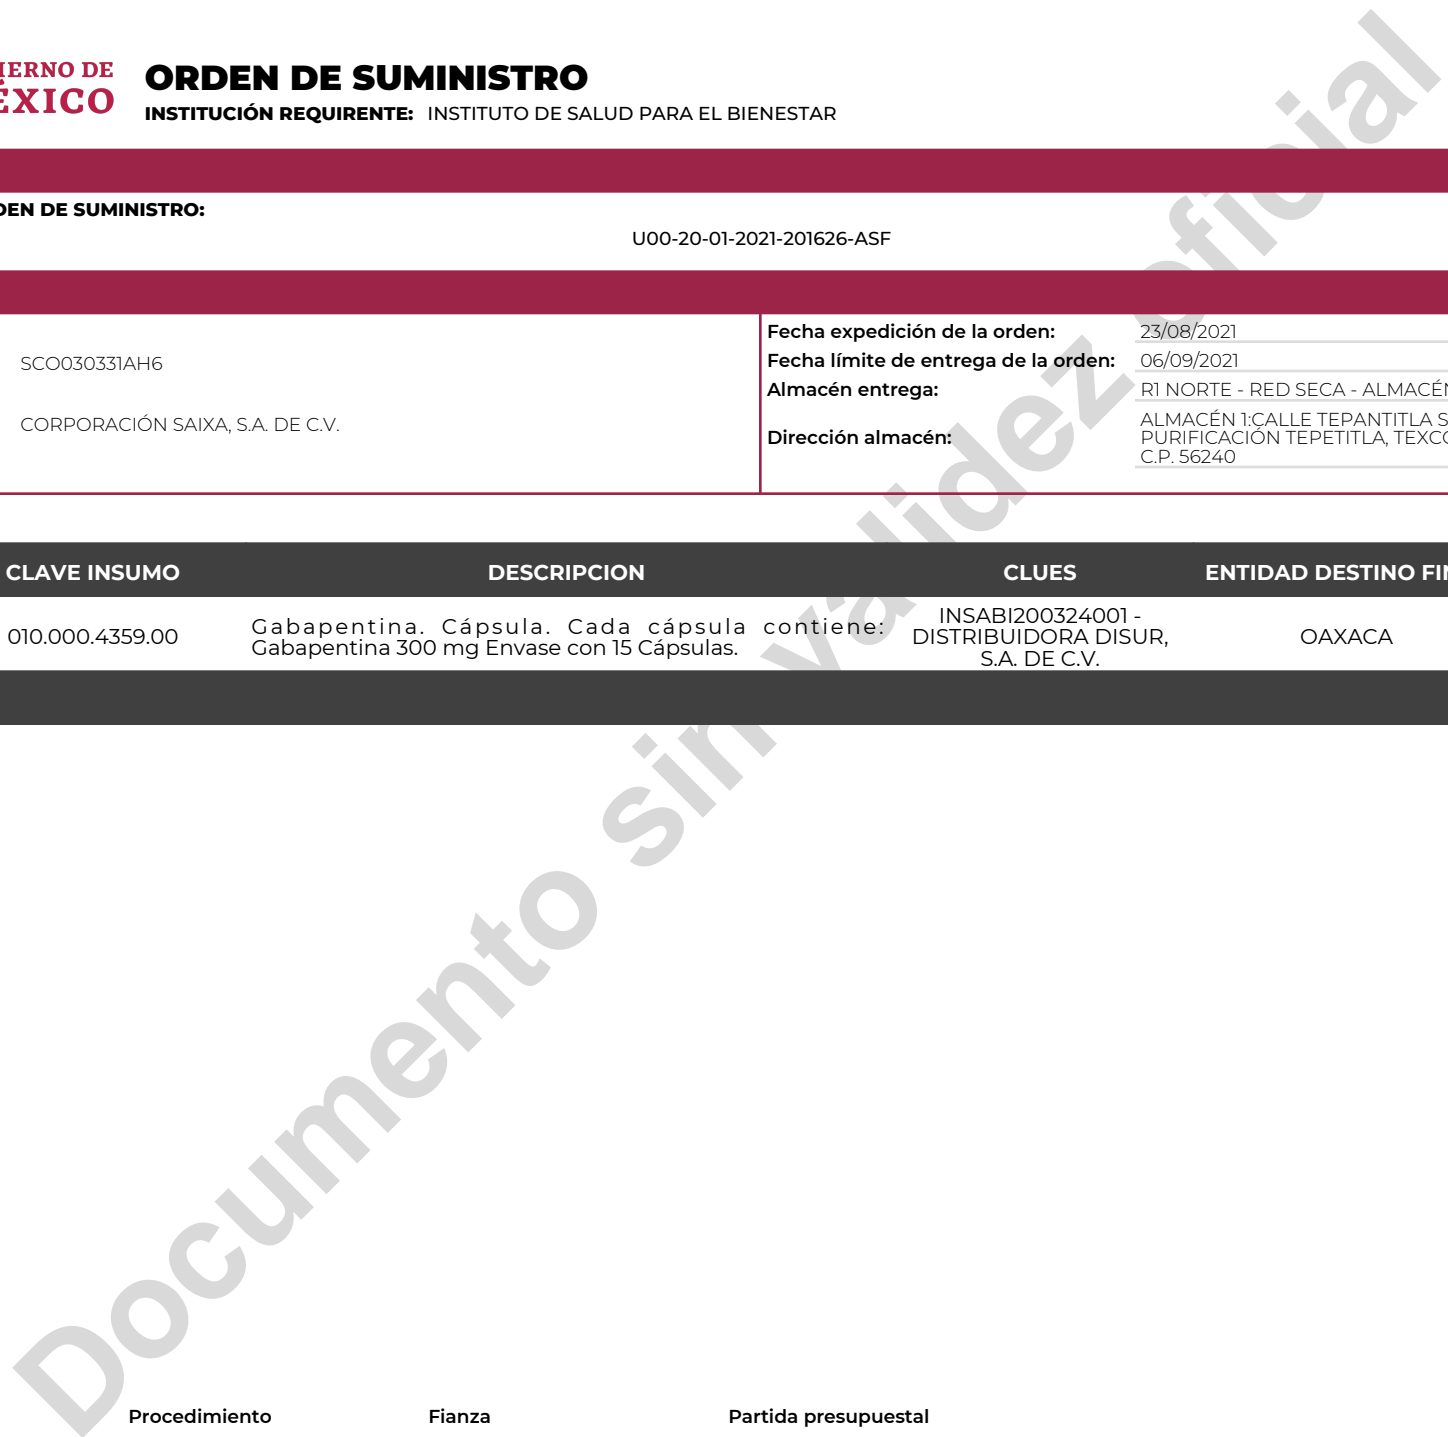 IERNO DE
ÉXICO
ORDEN DE SUMINISTRO
INSTITUCIÓN REQUIRENTE: INSTITUTO DE SALUD PARA EL BIENESTAR
DEN DE SUMINISTRO:
U00-20-01-2021-201626-ASF
SCO030331AH6
CORPORACIÓN SAIXA, S.A. DE C.V.
Fecha expedición de la orden: 23/08/2021
Fecha límite de entrega de la orden: 06/09/2021
Almacén entrega: R1 NORTE - RED SECA - ALMACÉN
Dirección almacén: ALMACÉN 1:CALLE TEPANTITLA S
PURIFICACIÓN TEPETITLA, TEXCO
C.P. 56240
CLAVE INSUMO DESCRIPCION CLUES ENTIDAD DESTINO FIN
010.000.4359.00
Gabapentina. Cápsula. Cada cápsula contiene:
Gabapentina 300 mg Envase con 15 Cápsulas.
INSABI200324001 -
DISTRIBUIDORA DISUR,
S.A. DE C.V.
OAXACA
Documento sin validez oficial
Procedimiento Fianza Partida presupuestal